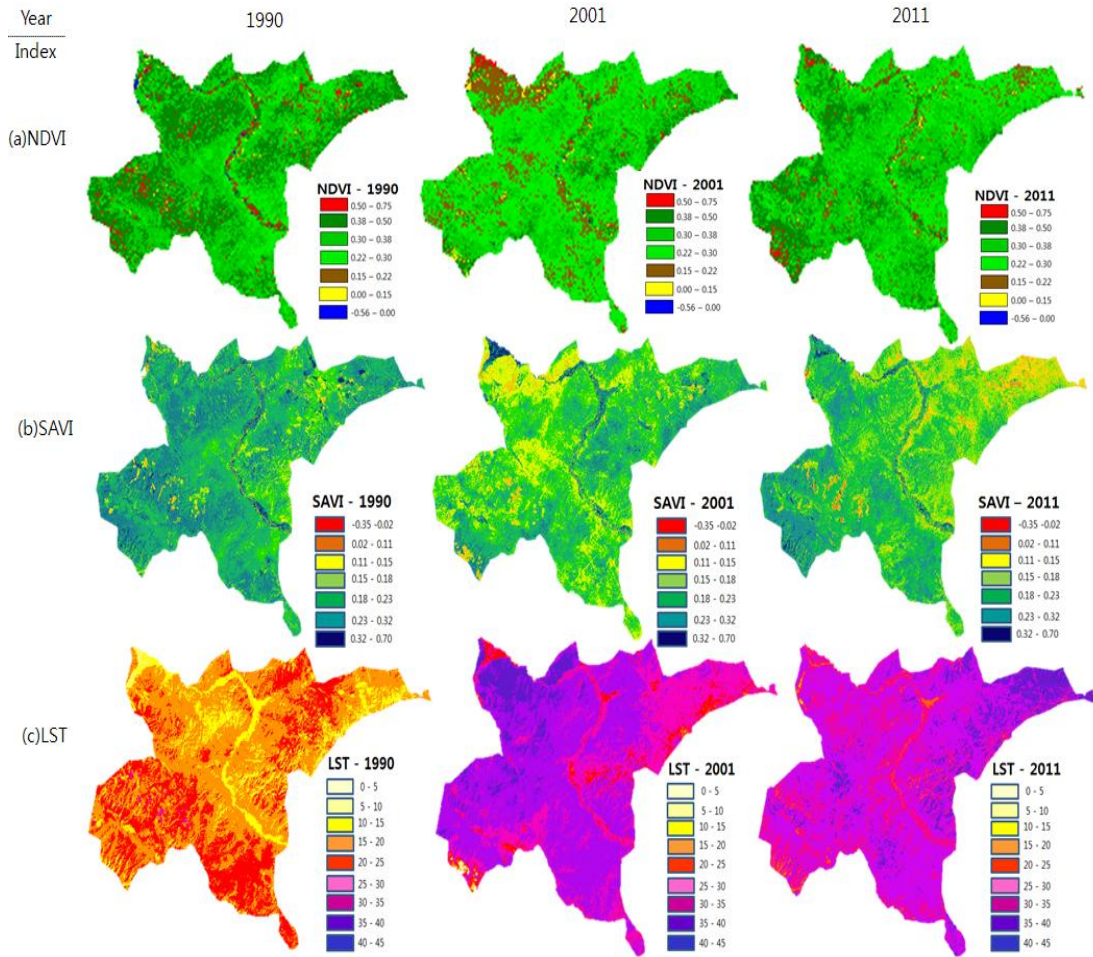 Year 1990 2001 2011
Index
(a)NDVI
NDVI - 1990
0.50 – 0.75
0.38 – 0.50
0.30 – 0.38
0.22 – 0.30
0.15 – 0.22
0.00 – 0.15
-0.56 – 0.00
NDVI - 2001
0.50 – 0.75
0.38 – 0.50
0.30 – 0.38
0.22 – 0.30
0.15 – 0.22
0.00 – 0.15
-0.56 – 0.00
NDVI - 2011
0.50 – 0.75
0.38 – 0.50
0.30 – 0.38
0.22 – 0.30
0.15 – 0.22
0.00 – 0.15
-0.56 – 0.00
(b)SAVI
SAVI - 1990
-0.35 -0.02
0.02 - 0.11
0.11 - 0.15
0.15 - 0.18
0.18 - 0.23
0.23 - 0.32
0.32 - 0.70
SAVI - 2001
-0.35 -0.02
0.02 - 0.11
0.11 - 0.15
0.15 - 0.18
0.18 - 0.23
0.23 - 0.32
0.32 - 0.70
SAVI – 2011
-0.35 -0.02
0.02 - 0.11
0.11 - 0.15
0.15 - 0.18
0.18 - 0.23
0.23 - 0.32
0.32 - 0.70
(c)LST
LST - 1990
0 - 5
5 - 10
10 - 15
15 - 20
20 - 25
25 - 30
30 - 35
35 - 40
40 - 45
LST - 2001
0 - 5
5 - 10
10 - 15
15 - 20
20 - 25
25 - 30
30 - 35
35 - 40
40 - 45
LST - 2011
0 - 5
5 - 10
10 - 15
15 - 20
20 - 25
25 - 30
30 - 35
35 - 40
40 - 45